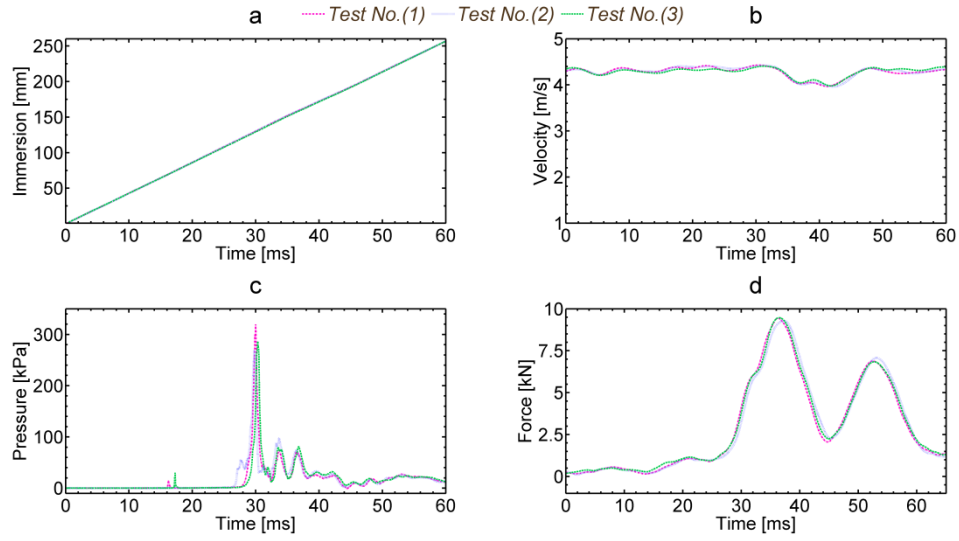 a
Test No.(1) Test No.(2) Test No.(3)
b
250
200
150
100
50
0 10 20 30 40 50 60
Immersion [mm]
Time [ms]
5
4
3
2
1
0 10 20 30 40 50 60
Velocity [m/s]
Time [ms]
c
300
200
100
0
0 10 20 30 40 50 60
Pressure [kPa]
Time [ms]
d
10
7.5
5
2.5
0
0 10 20 30 40 50 60
Force [kN]
Time [ms]